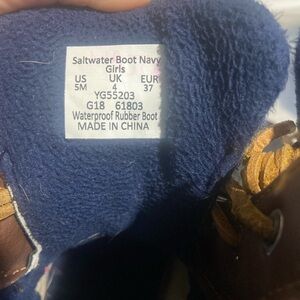 Saltwater Boot Navy
Girls
US UK EUR
5M 4 37
YG55203
G18 61803
Waterproof Rubber Boot
MADE IN CHINA